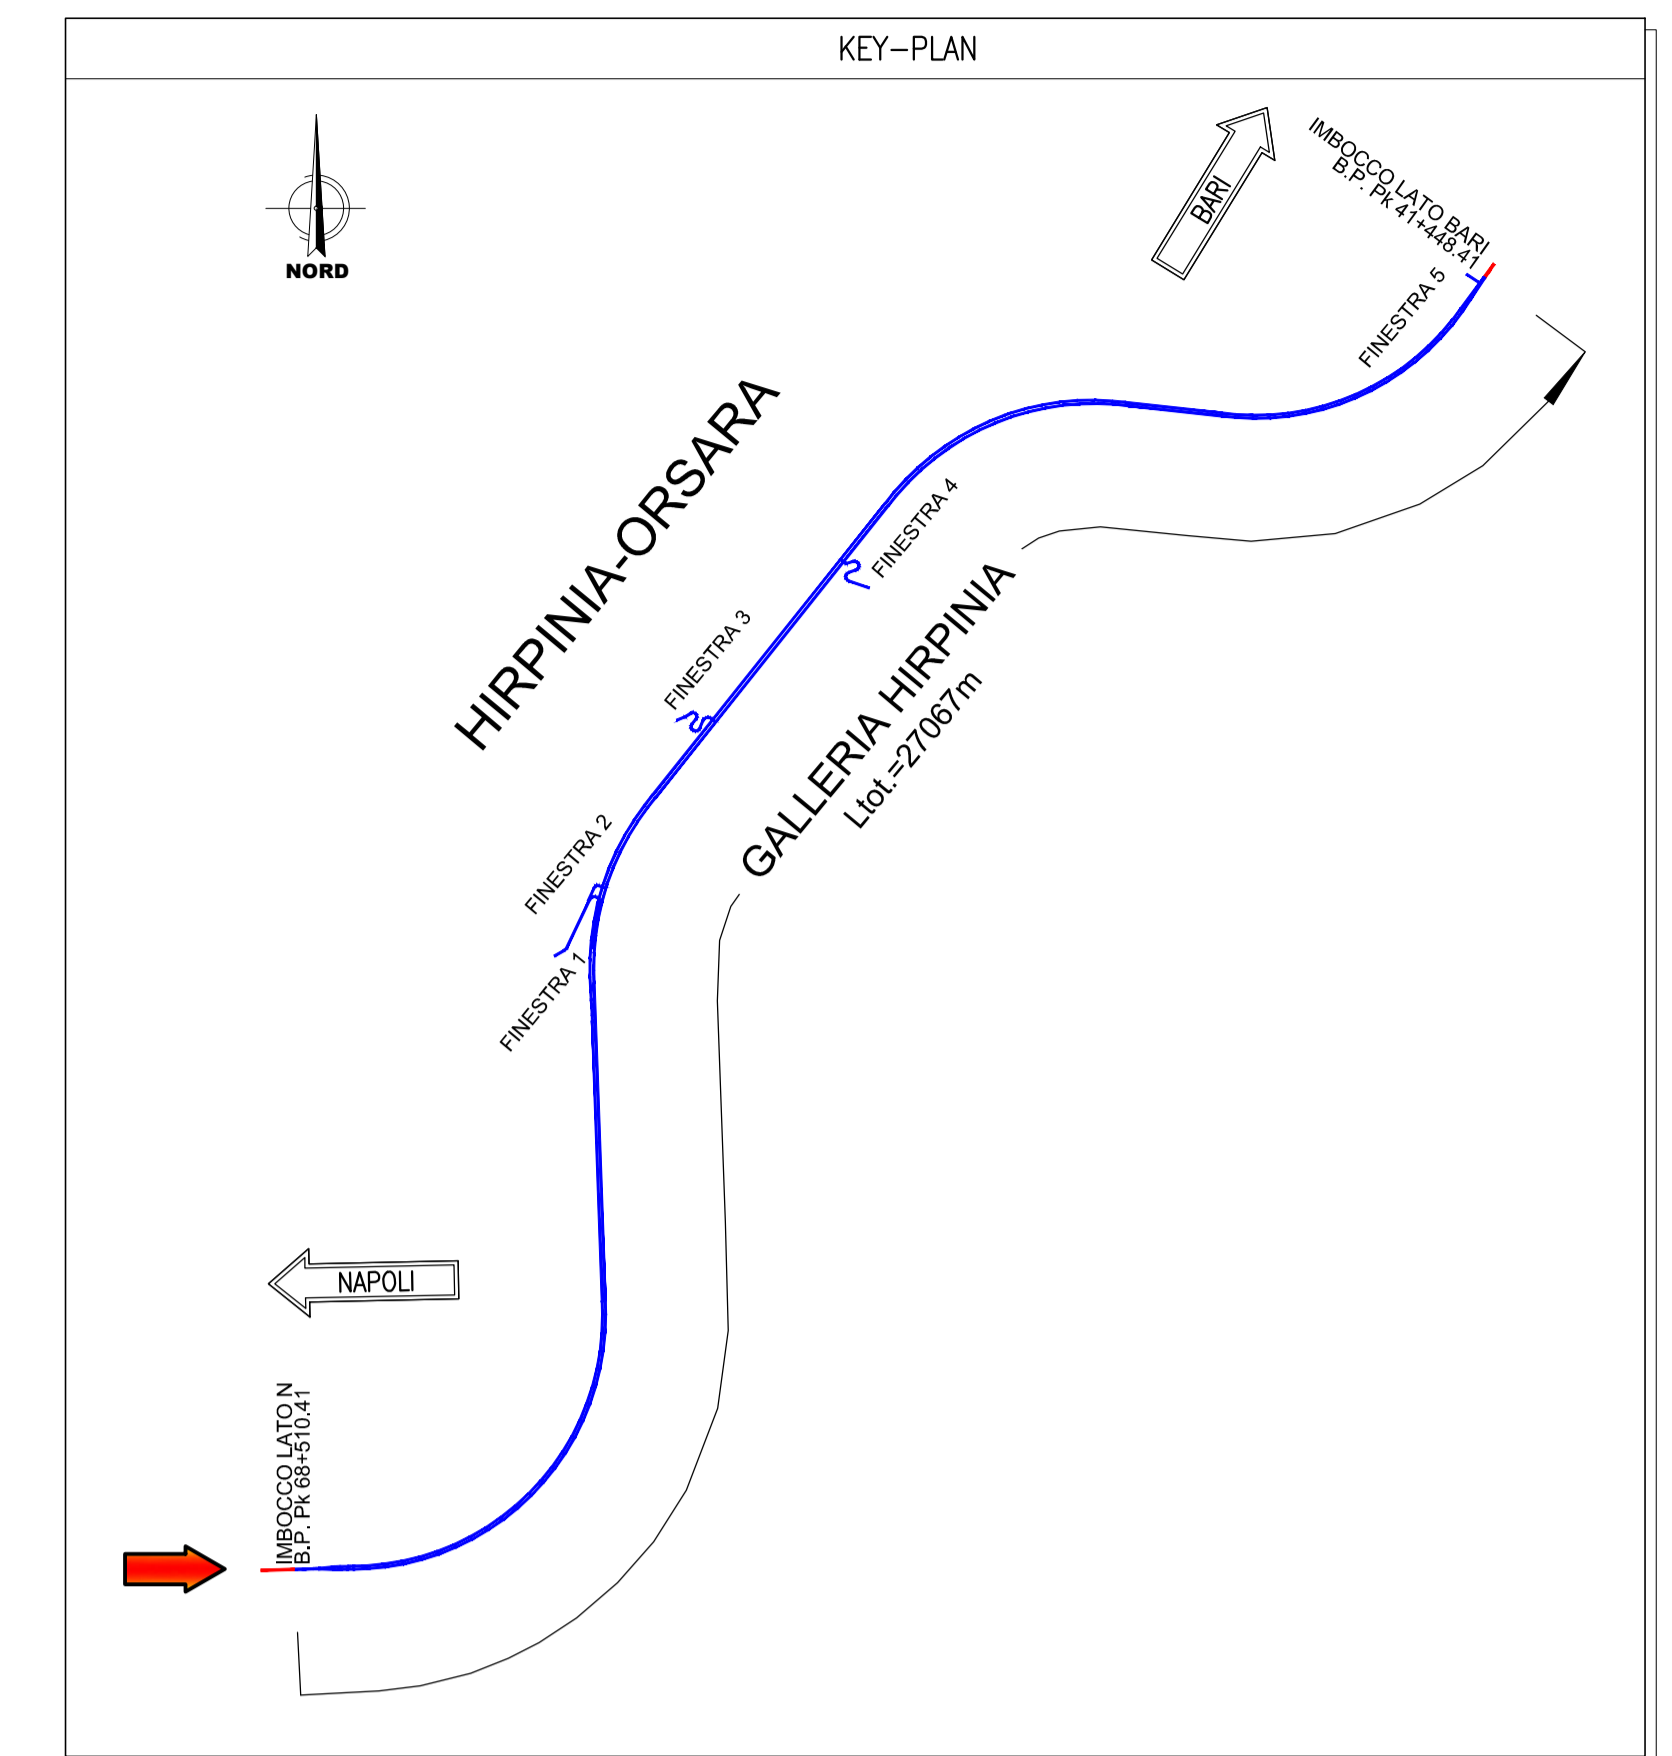 KEY-PLAN
NORD
BARI
IMBOCCO LATO BARI
B.P. Pk 41+448.41
FINESTRA 5
HIRPINIA-ORSARA
FINESTRA 4
FINESTRA 3
GALLERIA HIRPINIA
Ltot.=27067m
FINESTRA 2
FINESTRA 1
NAPOLI
IMBOCCO LATO N
B.P. Pk 68+510.41